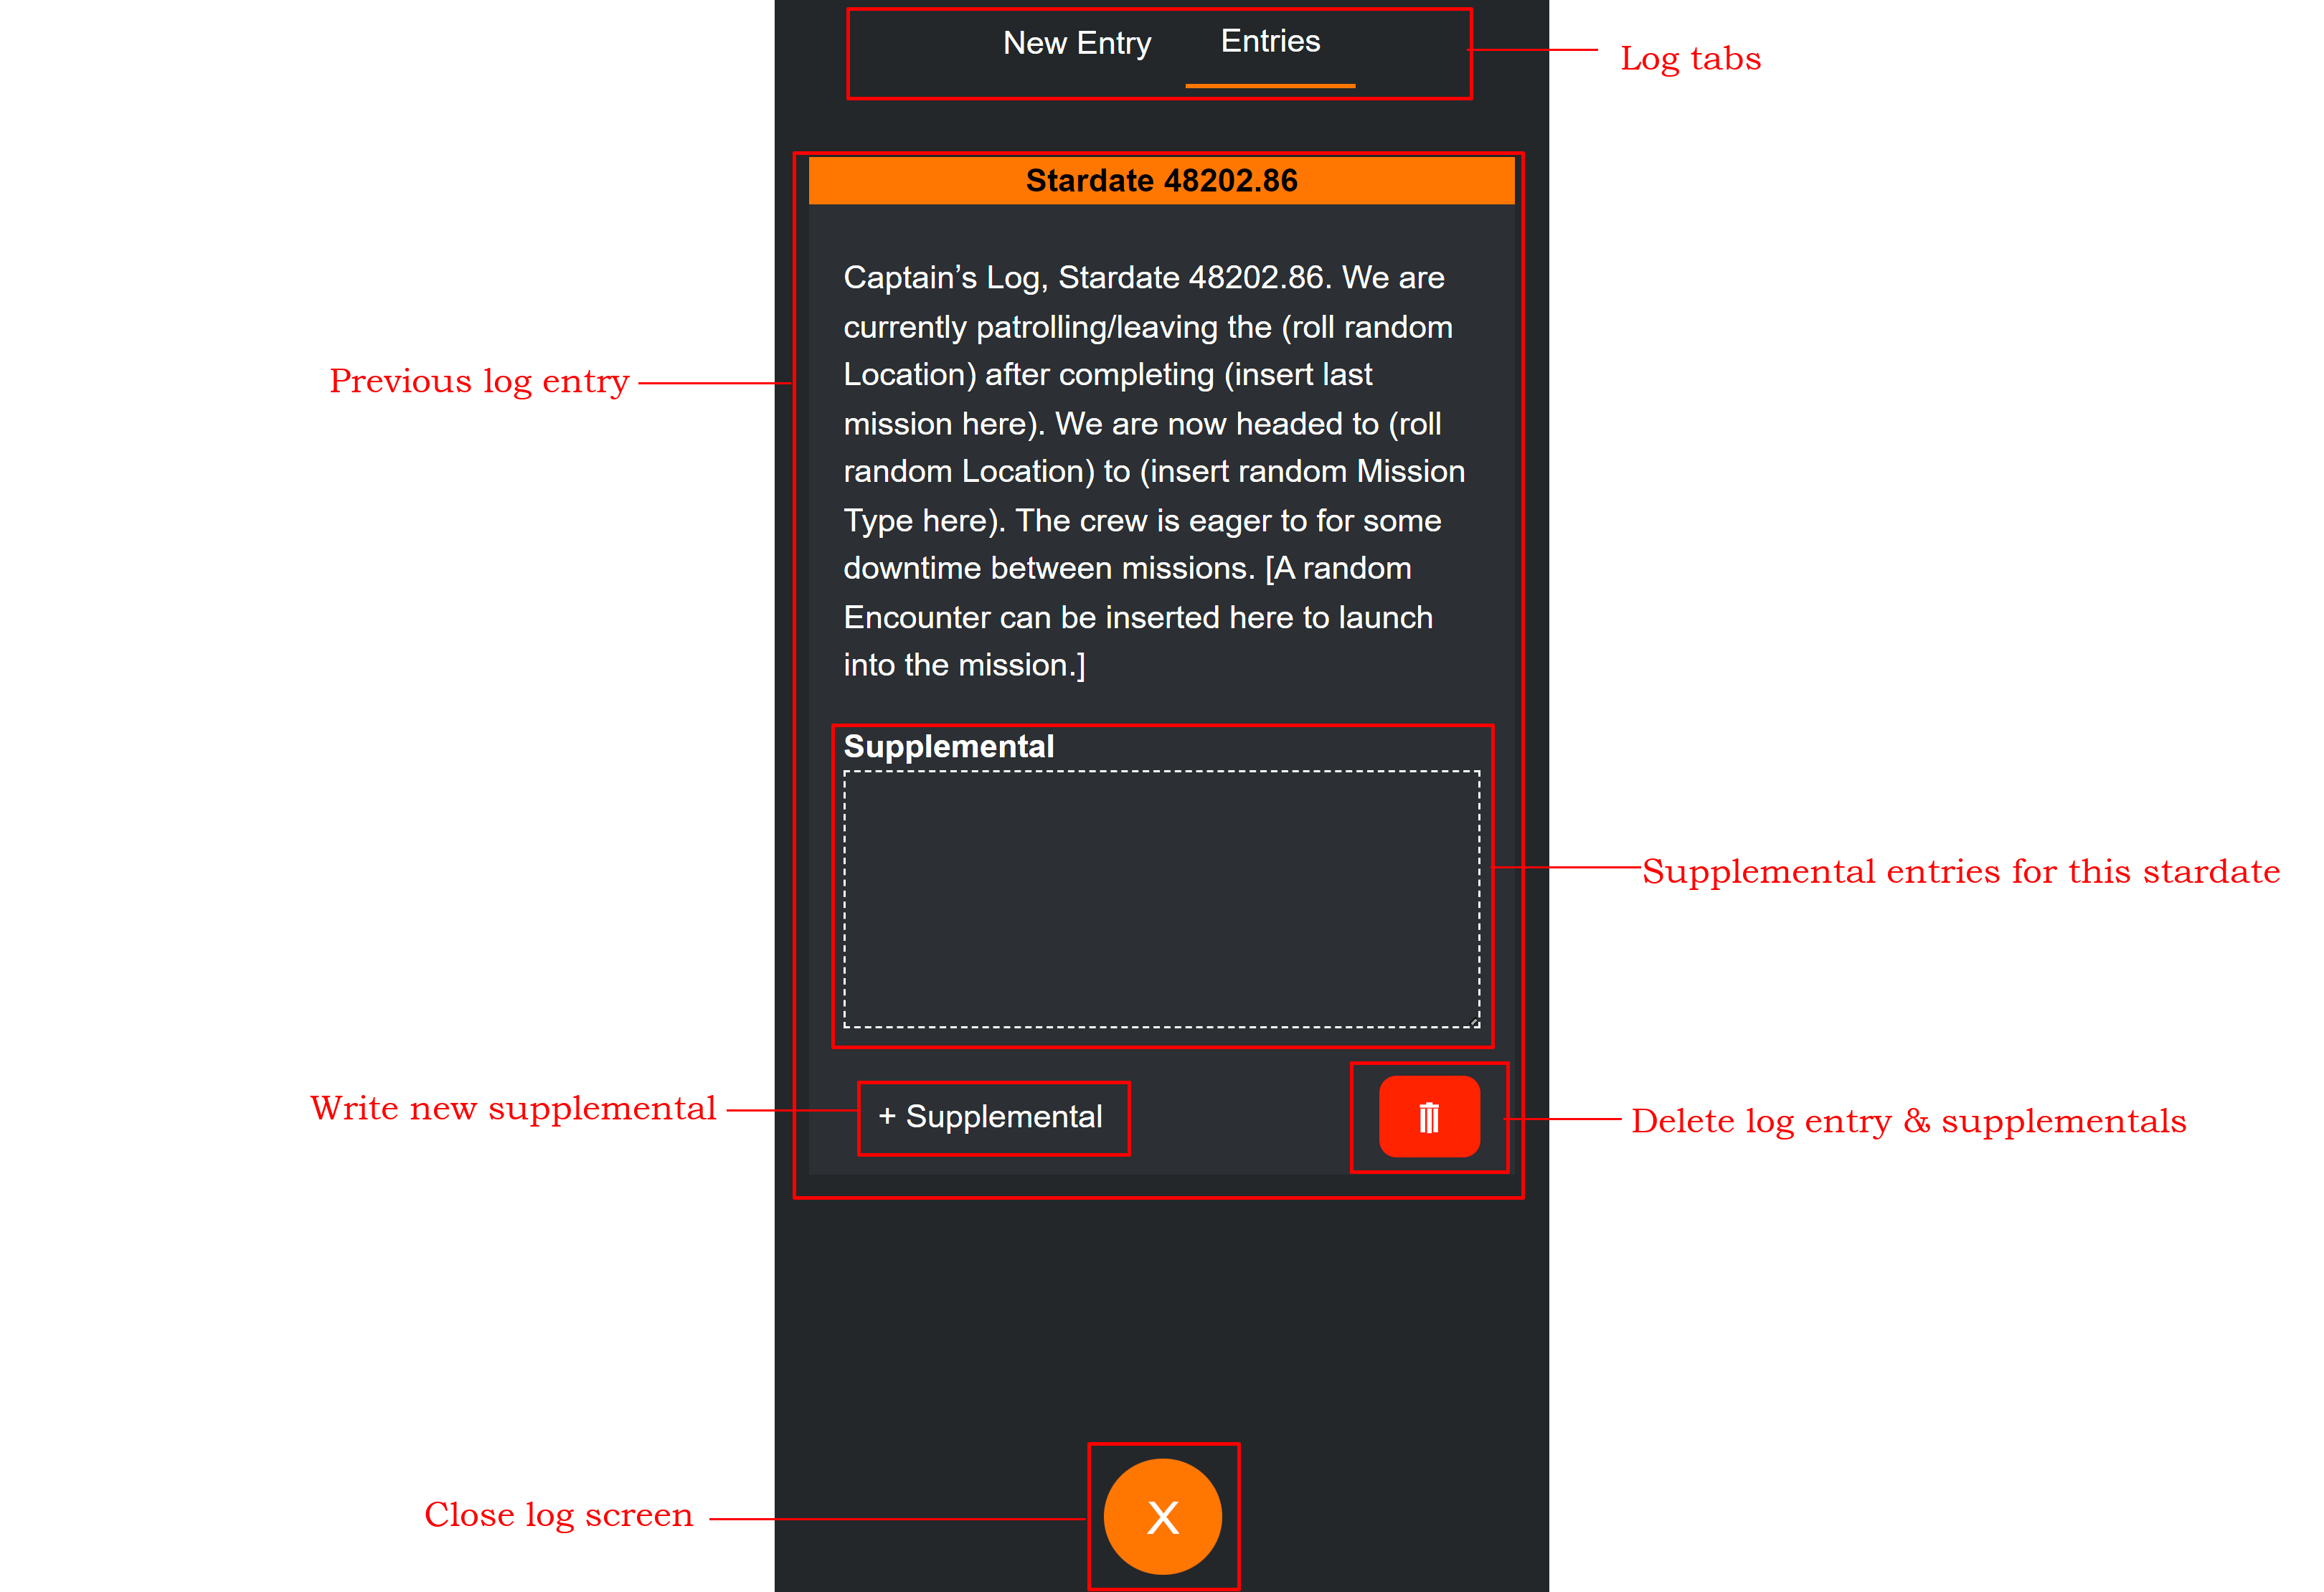 New Entry Entries
Log tabs
Stardate 48202.86
Captain’s Log, Stardate 48202.86. We are
currently patrolling/leaving the (roll random
Location) after completing (insert last
mission here). We are now headed to (roll
random Location) to (insert random Mission
Type here). The crew is eager to for some
downtime between missions. [A random
Encounter can be inserted here to launch
into the mission.]
Previous log entry
Supplemental
Supplemental entries for this stardate
Write new supplemental
+ Supplemental
Delete log entry & supplementals
Close log screen
X